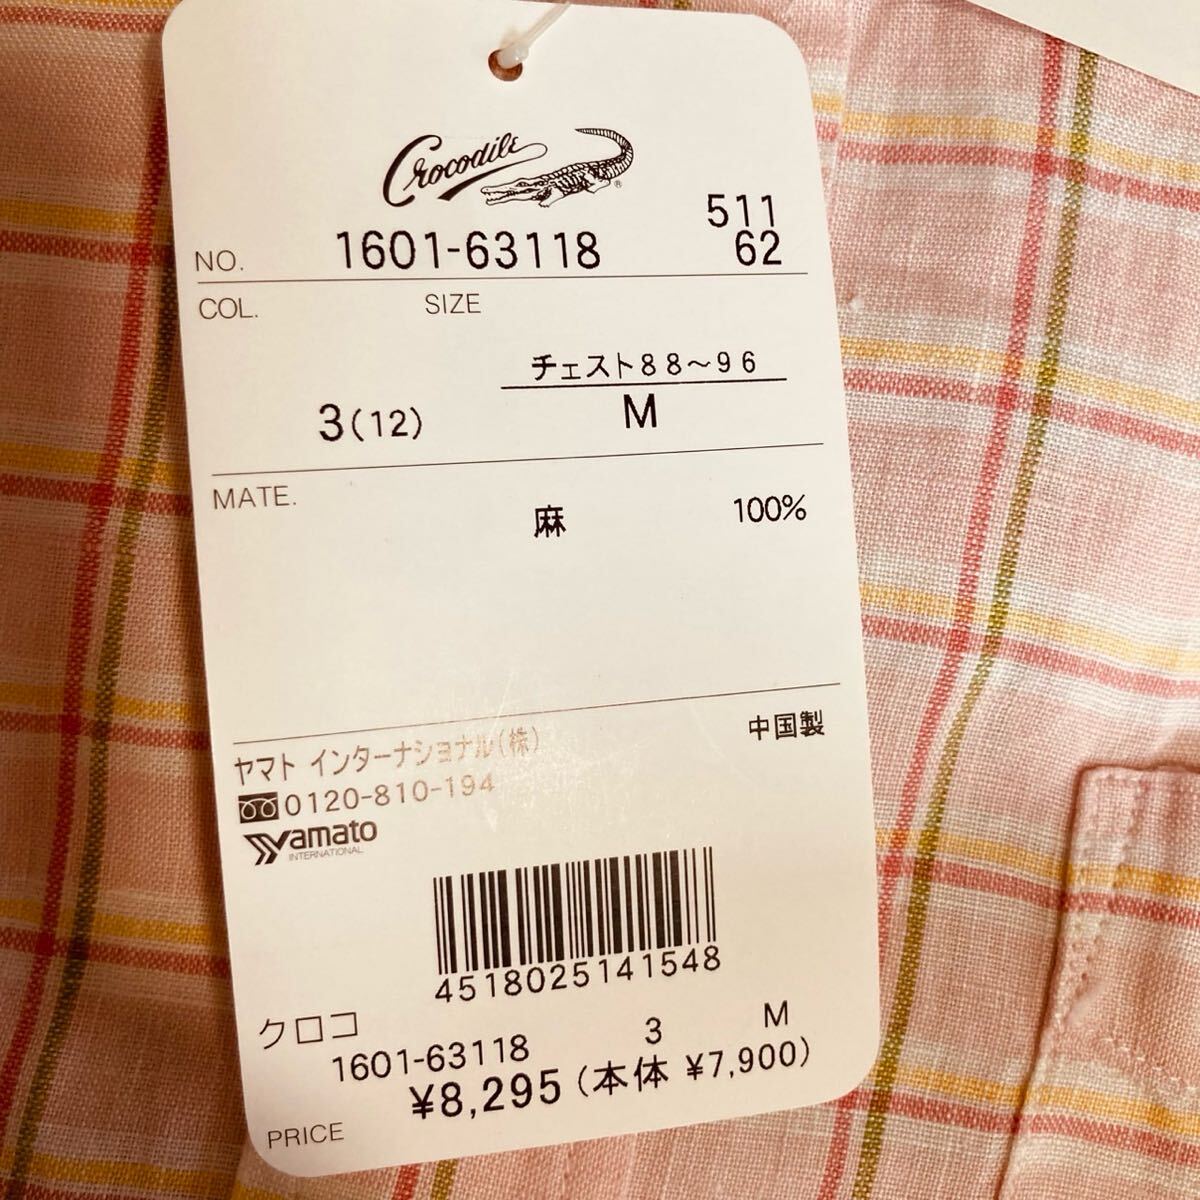 Crocodile ®
511
NO. 1601-63118 62
COL. SIZE
チェスト88〜96
3(12) M
MATE.
麻 100%
中国製
ヤマト インターナショナル(株)
0120-810-194
Yamato
INTERNATIONAL
4518025141548
クロコ
1601-63118 3 M
¥8,295(本体 ¥7,900)
PRICE